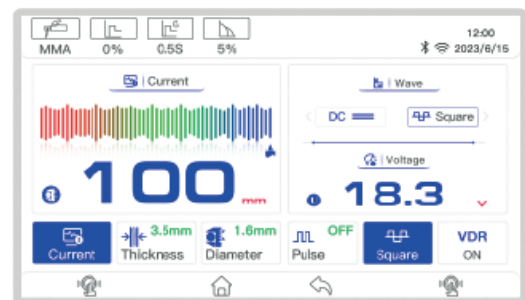 12:00
MMA 0% 0.5S 5% 2023/6/15
Current
Wave
DC Square
100 mm
Voltage
18.3
Current
3.5mm Thickness
1.6mm Diameter
OFF Pulse
Square
VDR ON